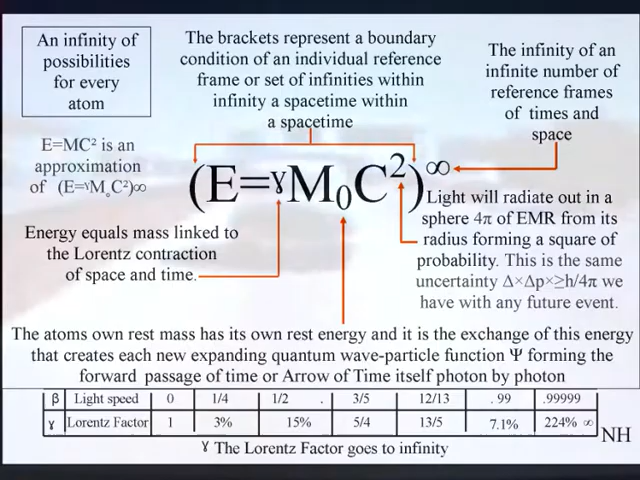 An infinity of
possibilities
for every
atom
The brackets represent a boundary
condition of an individual reference
frame or set of infinities within
infinity a spacetime within
a spacetime
The infinity of an
infinite number of
reference frames
of times and
space
E=MC² is an
approximation
of (E=ˠM˳C²)∞
(E=ɣM₀C²)∞
Energy equals mass linked to
the Lorentz contraction
of space and time.
Light will radiate out in a
sphere 4π of EMR from its
radius forming a square of
probability. This is the same
uncertainty Δ×Δp×≥h/4π we
have with any future event.
The atoms own rest mass has its own rest energy and it is the exchange of this energy
that creates each new expanding quantum wave-particle function Ψ forming the
forward passage of time or Arrow of Time itself photon by photon
β Light speed 0 1/4 1/2 . 3/5 12/13 . 99 .99999
ɣ Lorentz Factor 1 3% 15% 5/4 13/5 7.1% 224% ∞
NH
ɣ The Lorentz Factor goes to infinity